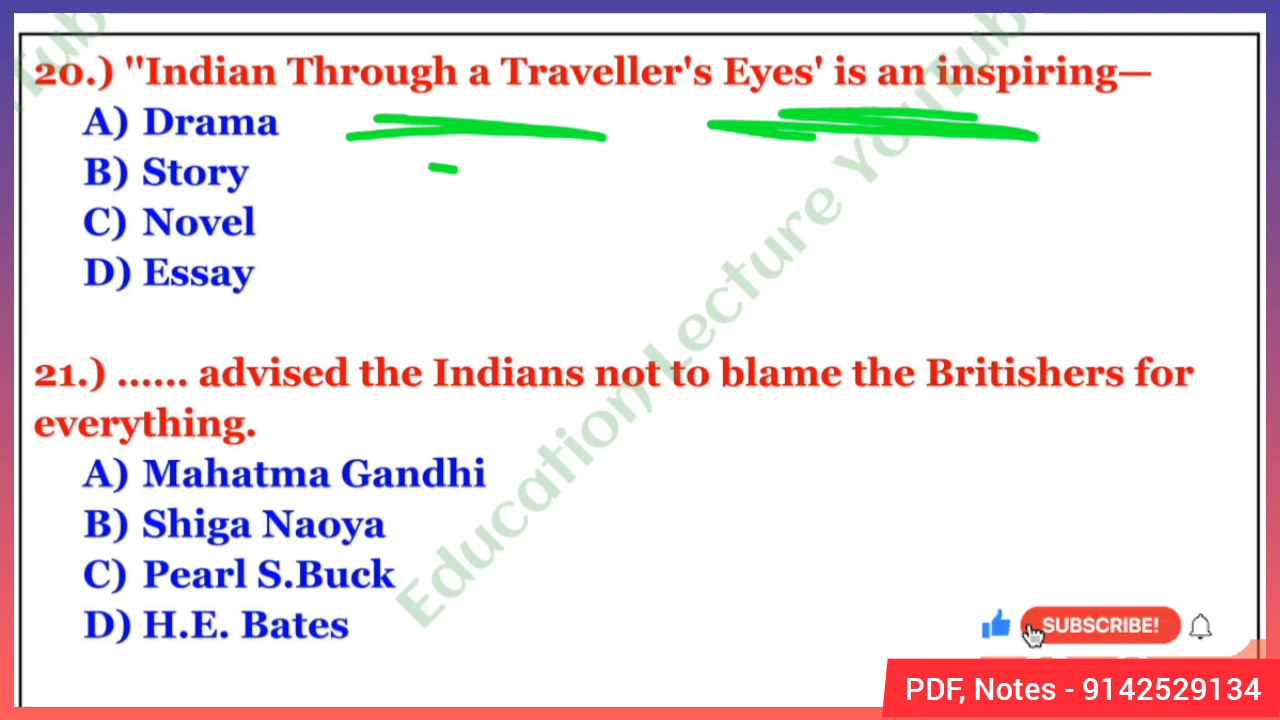 20.) "Indian Through a Traveller's Eyes' is an inspiring—
A) Drama
B) Story
C) Novel
D) Essay
21.) ...... advised the Indians not to blame the Britishers for
everything.
A) Mahatma Gandhi
B) Shiga Naoya
C) Pearl S.Buck
D) H.E. Bates
Education Lecture YouTube
SUBSCRIBE!
PDF, Notes - 9142529134